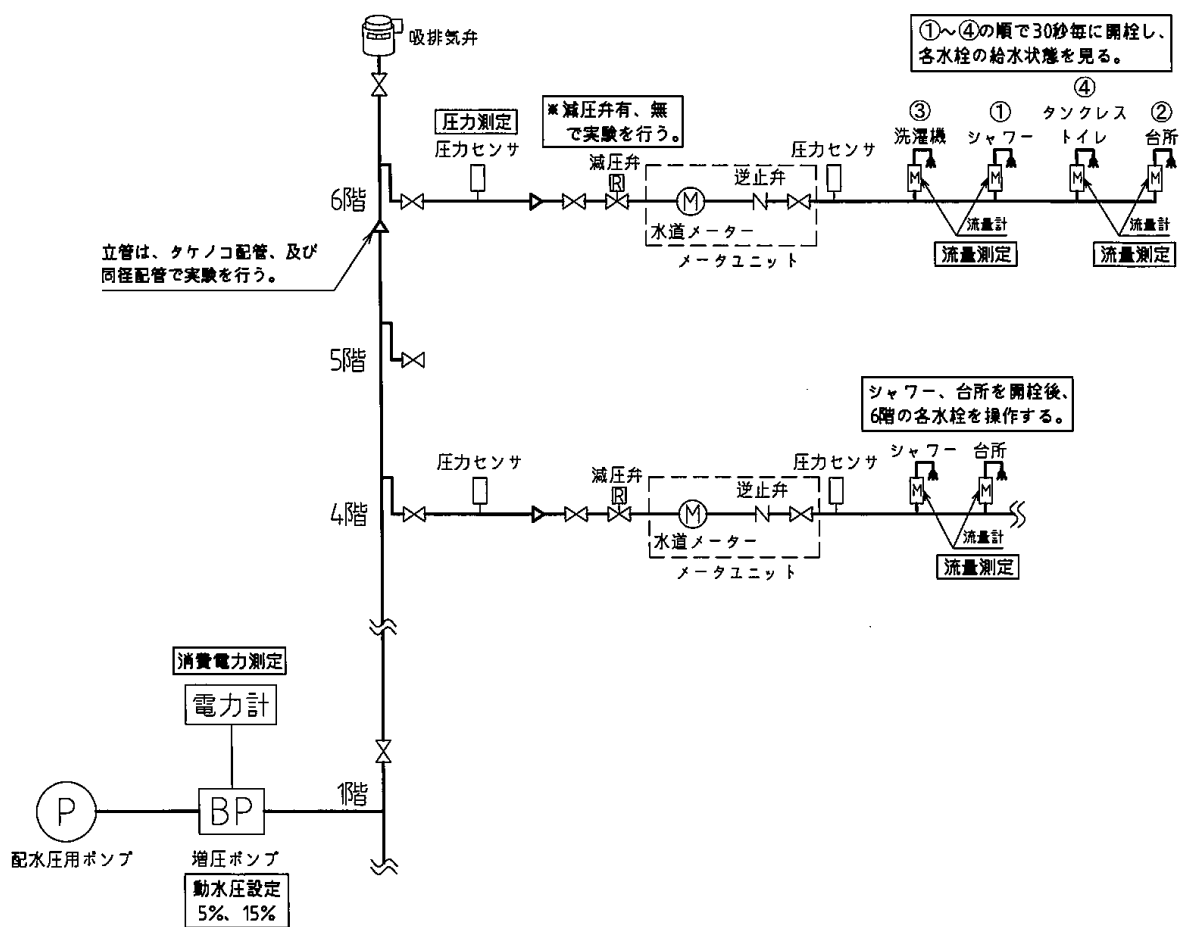 吸排気弁
①~④の順で30秒毎に開栓し、
各水栓の給水状態を見る。
圧力測定
圧力センサ
※減圧弁有、無
で実験を行う。
減圧弁
R
逆止弁
M
水道メーター
メータユニット
圧力センサ
③
洗濯機
M
①
シャワー
M
④
タンクレス
トイレ
M
②
台所
M
流量計
流量測定
流量計
流量測定
6階
立管は、タケノコ配管、及び
同径配管で実験を行う。
5階
シャワー、台所を開栓後、
6階の各水栓を操作する。
圧力センサ
減圧弁
R
逆止弁
M
水道メーター
メータユニット
圧力センサ
シャワー
M
台所
M
流量計
流量測定
4階
消費電力測定
電力計
1階
P
配水圧用ポンプ
BP
増圧ポンプ
動水圧設定
5%、15%